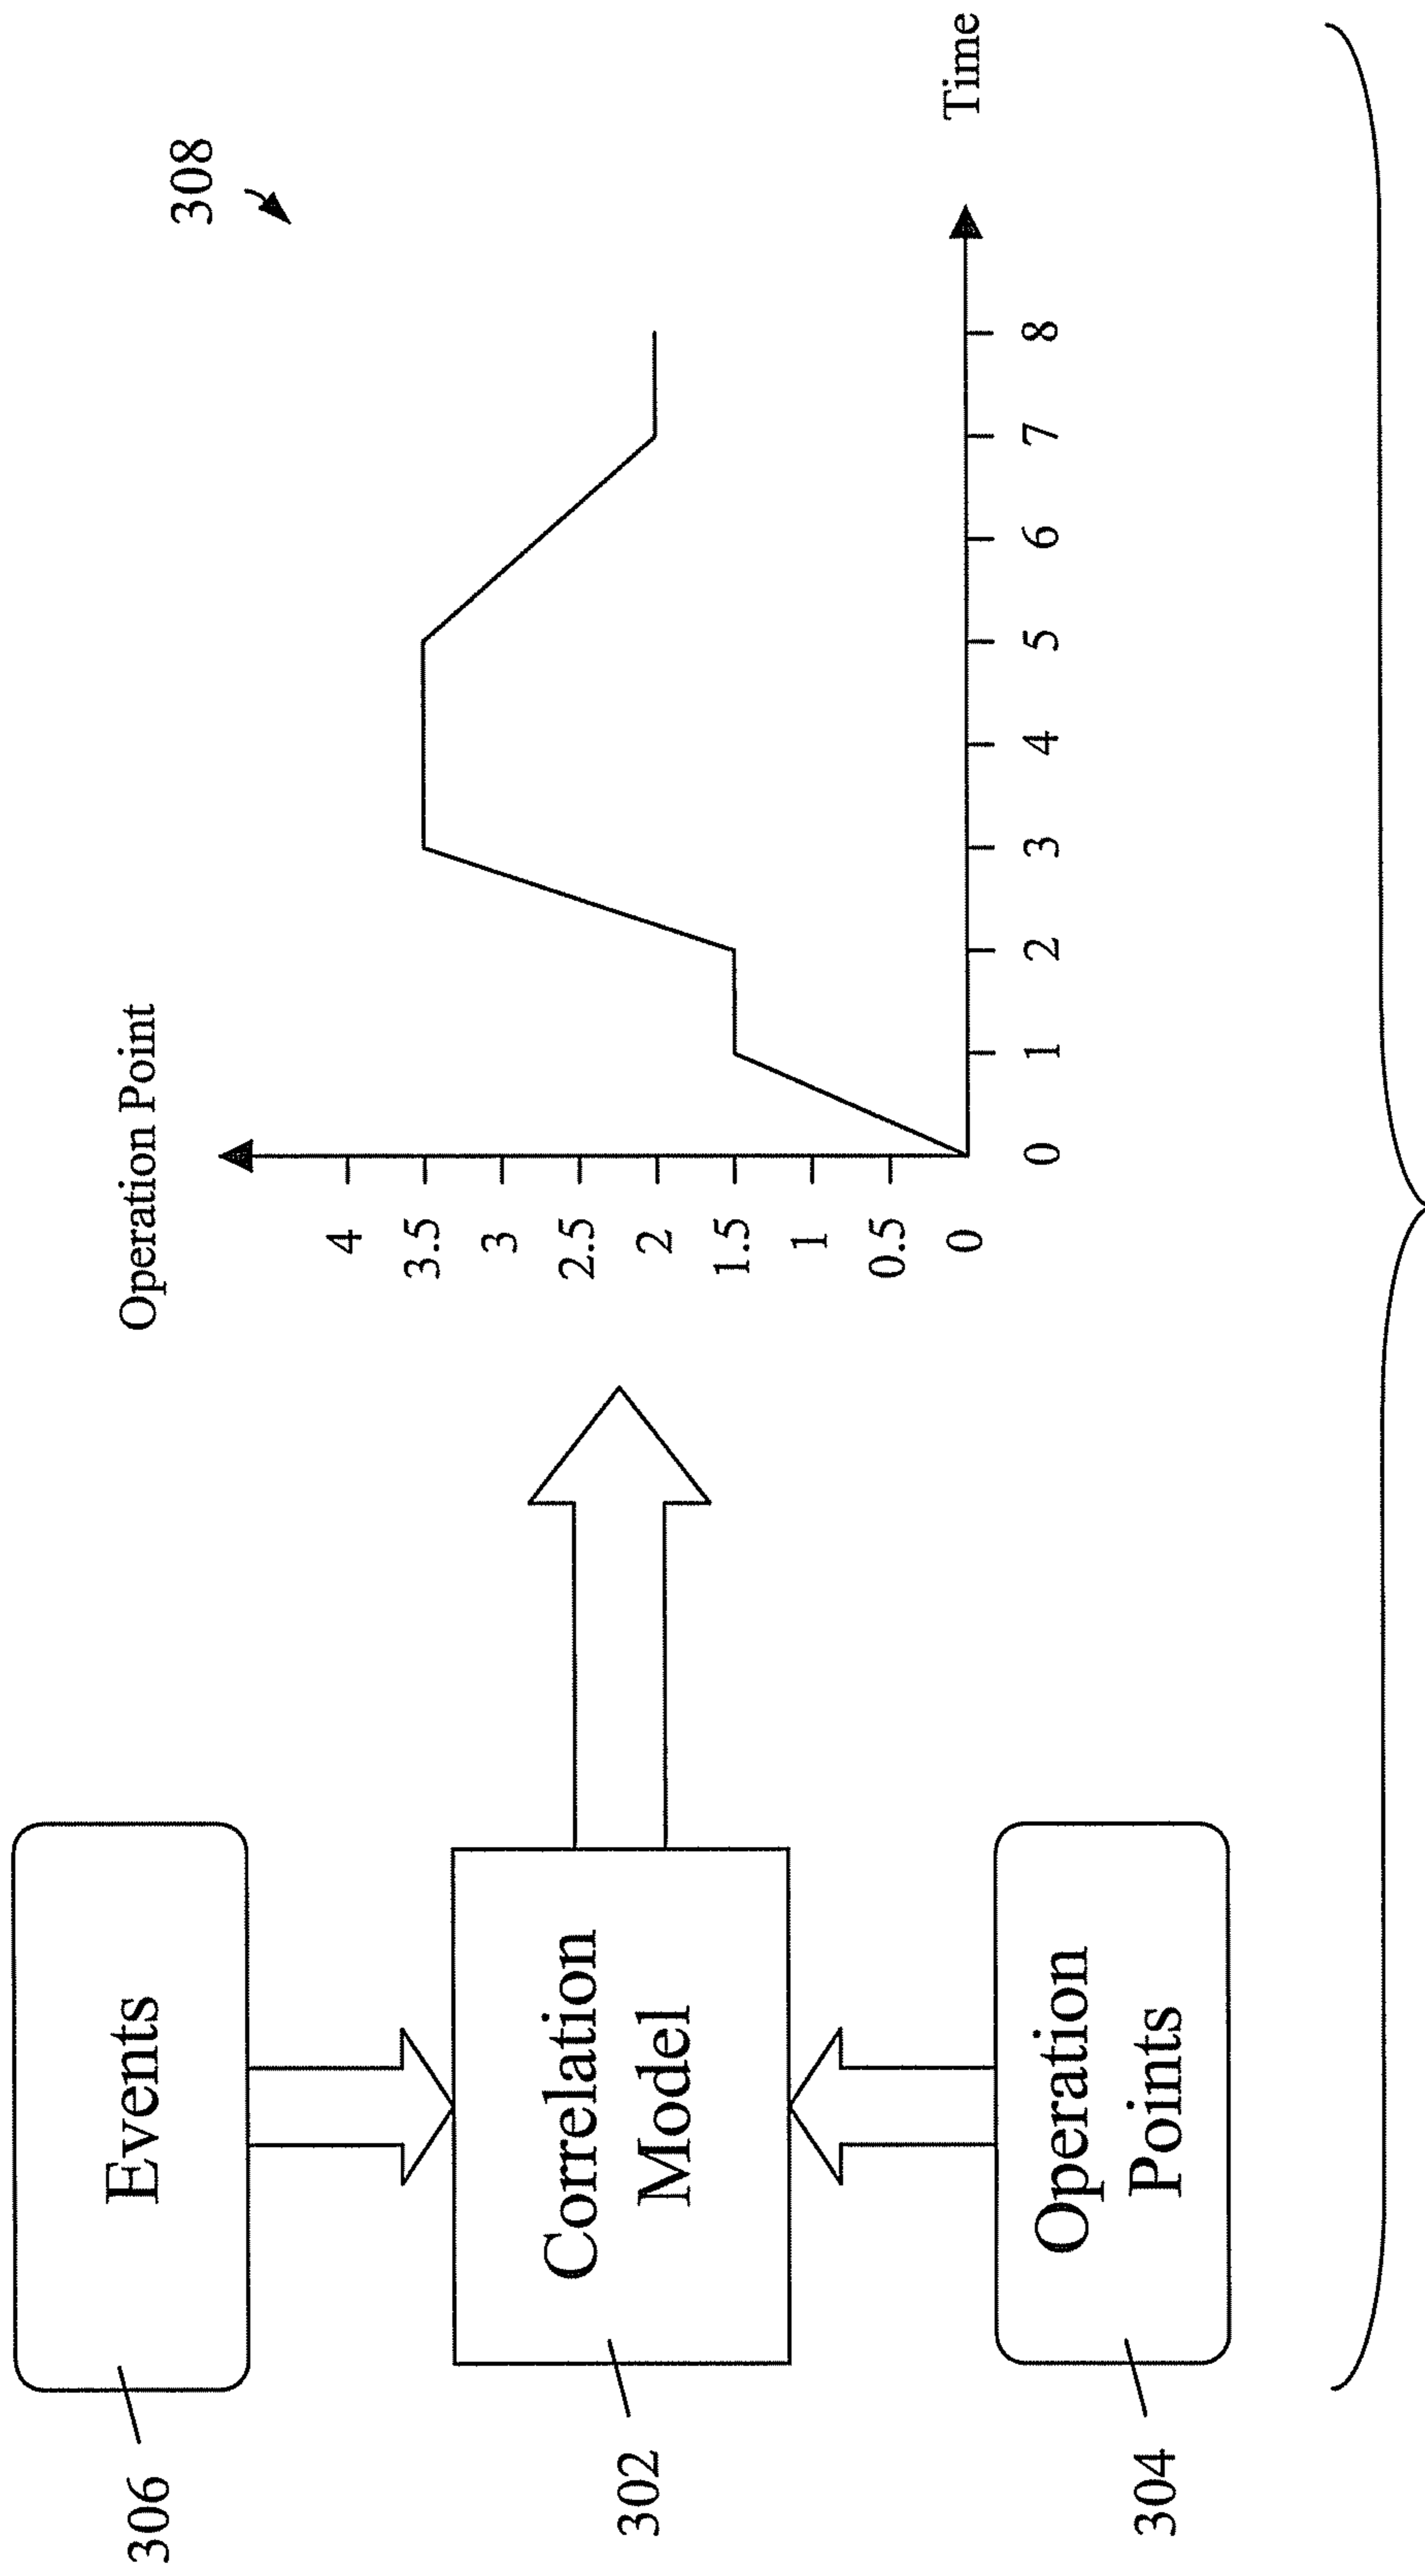 306
Events
302
Correlation
Model
304
Operation
Points
308
Operation Point
4
3.5
3
2.5
2
1.5
1
0.5
0
0 1 2 3 4 5 6 7 8
Time